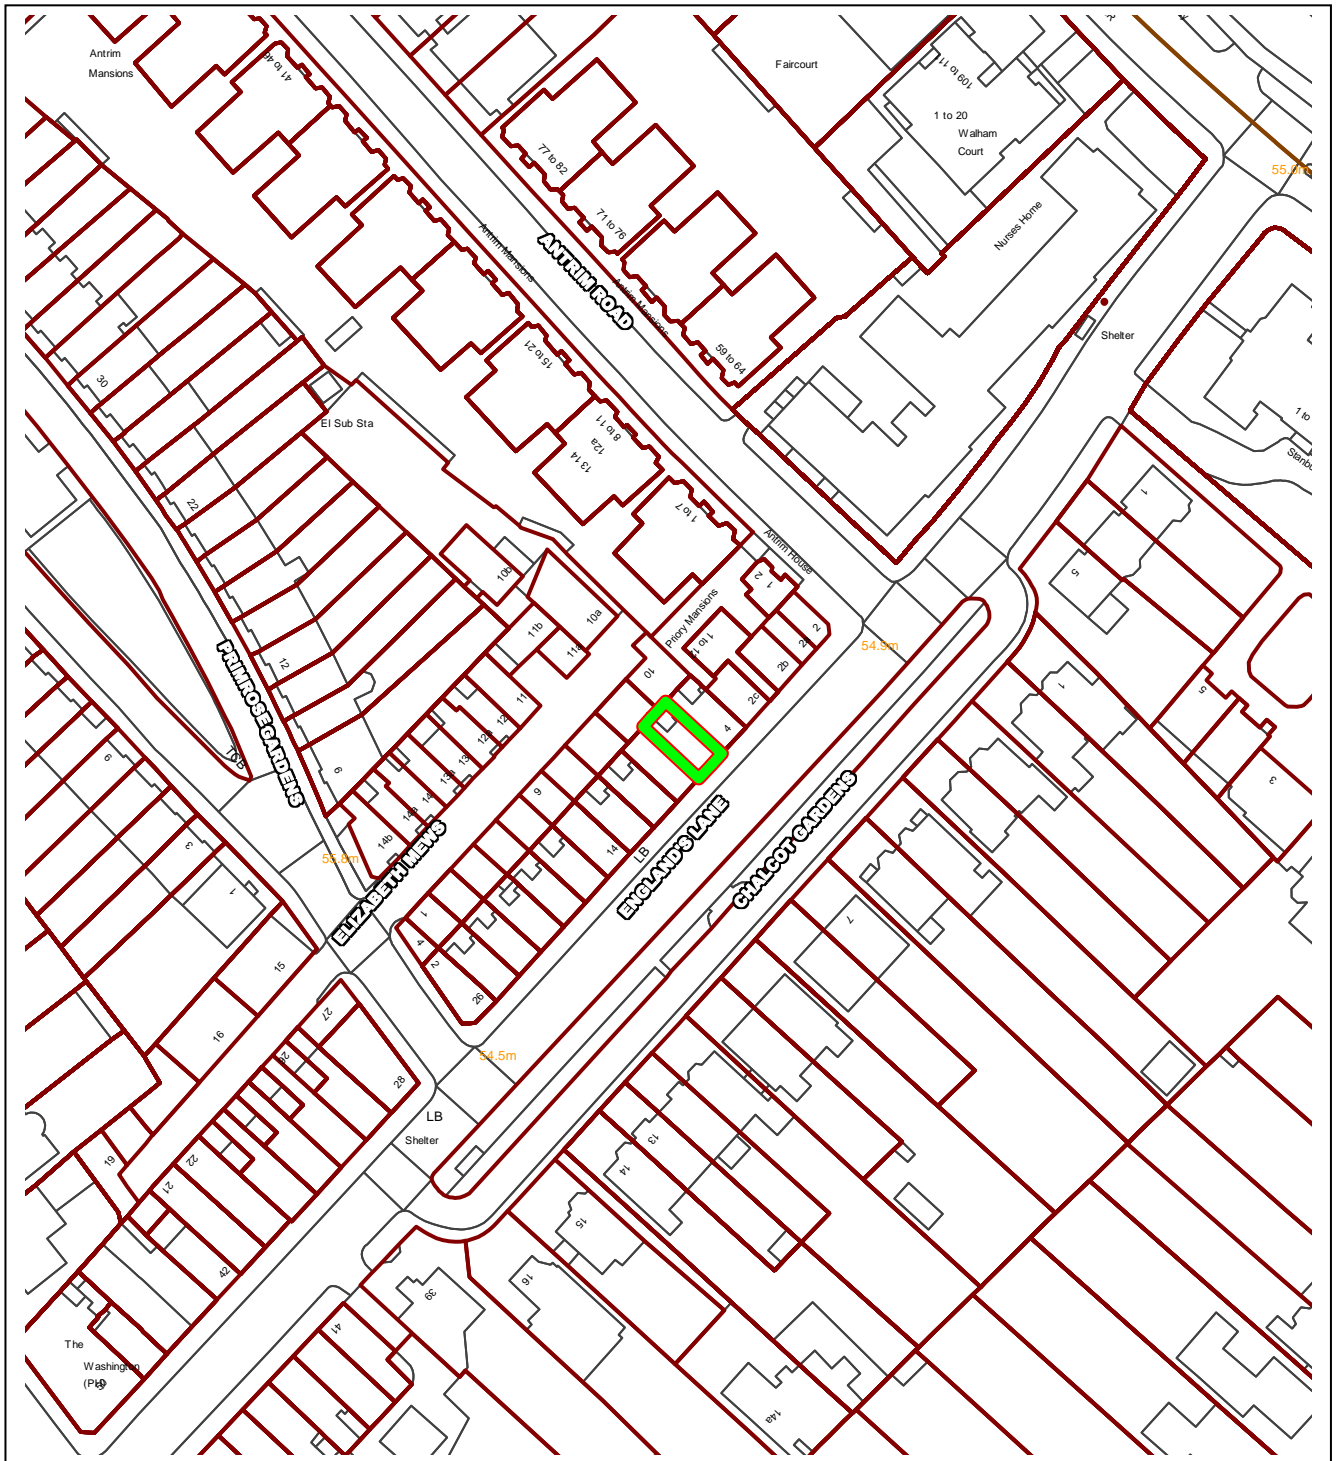 Antrim
Mansions
41 to 46
Faircourt
109 to 11
1 to 20
Walham
Court
77 to 82
71 to 76
55.0m
Nurses Home
Antrim Mansions
ANTRIM ROAD
Antrim Mansions
Shelter
59 to 64
15 to 21
30
El Sub Sta
8 to 11
12a
13 14
1 to
22
1 to 7
Antrim House
1
5
10b
10a
11b
11a
2
1
Priory Mansions
1 to 12
2
2a
2b
2c
54.9m
PRIMROSE GARDENS
12
10
11
12
12a
13
13a
14
14a
14b
4
1
5
3
TCB
6
9
9
3
1
55.8m
ELIZABETH MEWS
14
LB
ENGLAND'S LANE
CHALCOT GARDENS
7
1
4
2
26
15
16
27
26
28
54.5m
LB
Shelter
13
14
19
22
21
15
42
16
39
41
The
Washington
(PH)
14a